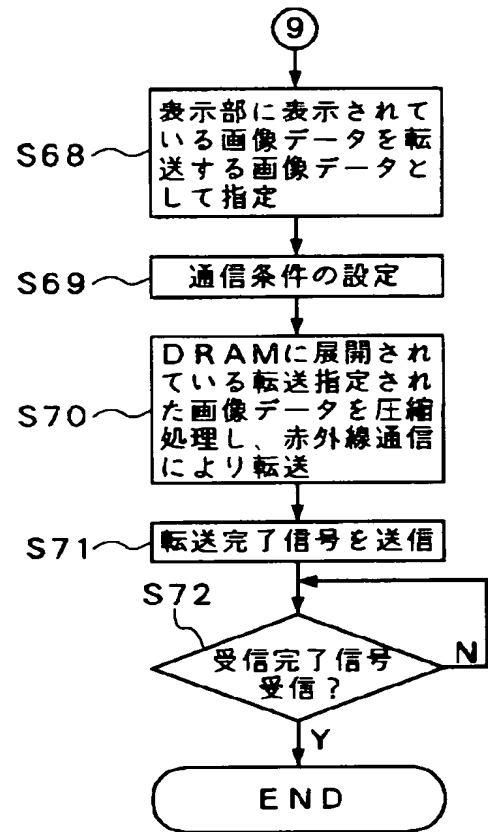 9
S68
表示部に表示されて
いる画像データを転
送する画像データと
して指定
S69
通信条件の設定
S70
DRAMに展開され
ている転送指定され
た画像データを圧縮
処理し、赤外線通信
により転送
S71
転送完了信号を送信
S72
受信完了信号
受信?
N
Y
END